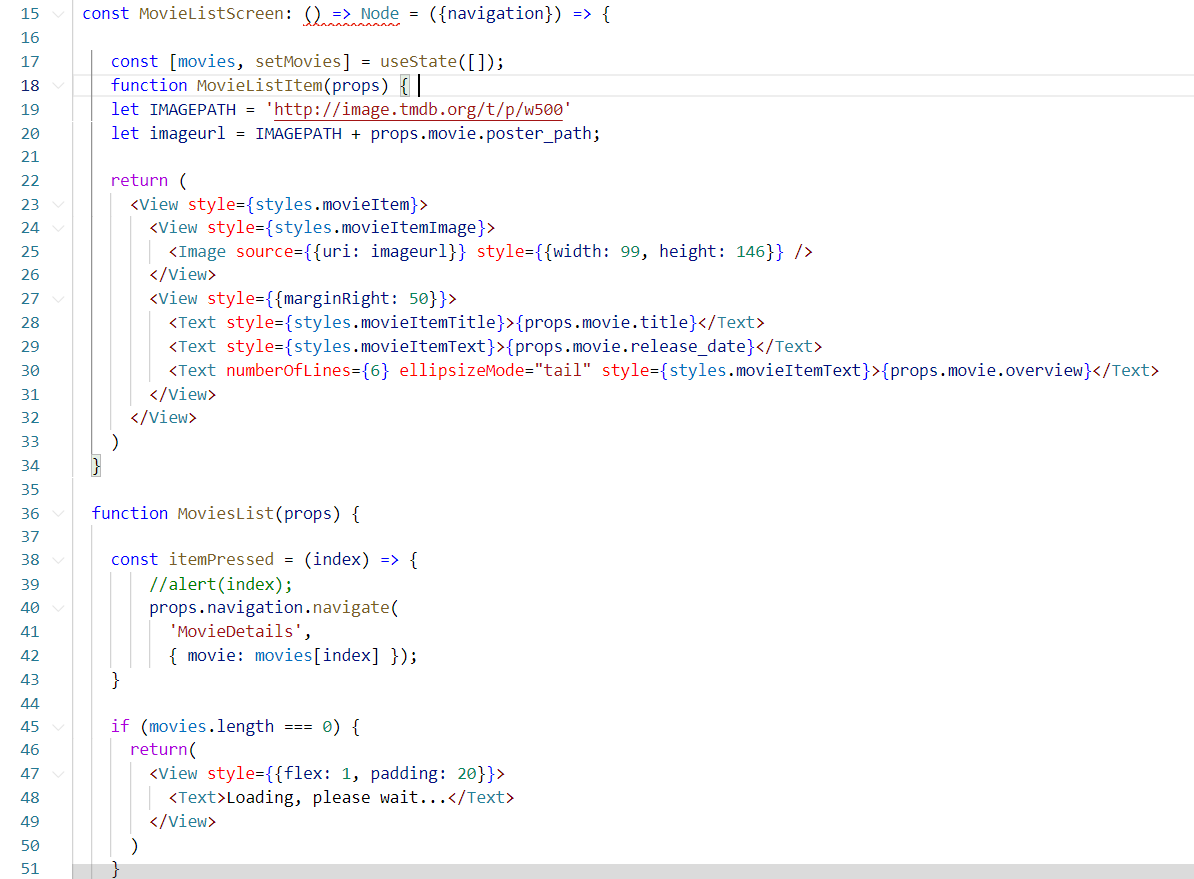 15 const MovieListScreen: () => Node = ({navigation}) => {
16
17 const [movies, setMovies] = useState([]);
18 function MovieListItem(props) {
19 let IMAGEPATH = 'http://image.tmdb.org/t/p/w500'
20 let imageurl = IMAGEPATH + props.movie.poster_path;
21
22 return (
23 <View style={styles.movieItem}>
24 <View style={styles.movieItemImage}>
25 <Image source={{uri: imageurl}} style={{width: 99, height: 146}} />
26 </View>
27 <View style={{marginRight: 50}}>
28 <Text style={styles.movieItemTitle}>{props.movie.title}</Text>
29 <Text style={styles.movieItemText}>{props.movie.release_date}</Text>
30 <Text numberOfLines={6} ellipsizeMode="tail" style={styles.movieItemText}>{props.movie.overview}</Text>
31 </View>
32 </View>
33 )
34 }
35
36 function MoviesList(props) {
37
38 const itemPressed = (index) => {
39 //alert(index);
40 props.navigation.navigate(
41 'MovieDetails',
42 { movie: movies[index] });
43 }
44
45 if (movies.length === 0) {
46 return(
47 <View style={{flex: 1, padding: 20}}>
48 <Text>Loading, please wait...</Text>
49 </View>
50 )
51 }